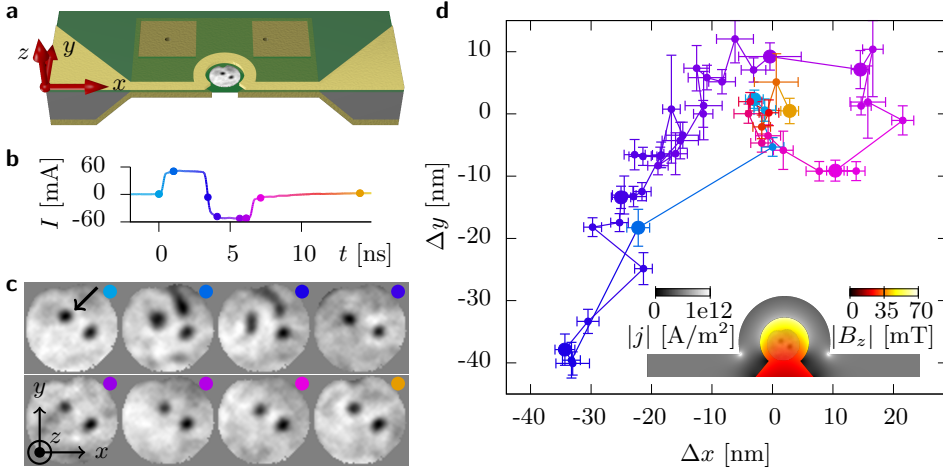 a
z
y
x
b
60
0
-60
I [mA]
0
5
10
t [ns]
c
y
z
x
d
10
0
-10
-20
-30
-40
Δy [nm]
-40
-30
-20
-10
0
10
20
Δx [nm]
0
1e12
|j| [A/m²]
0
35
70
|Bz| [mT]